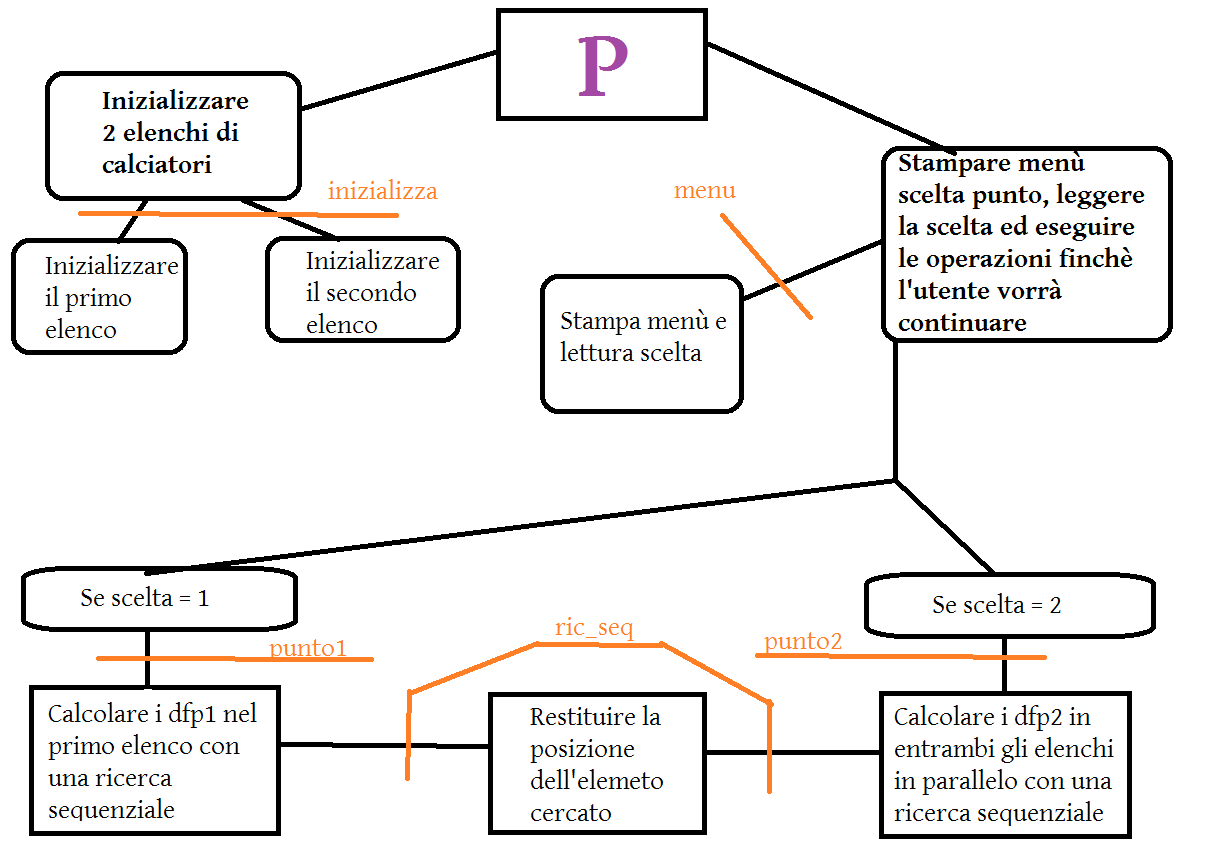 P
Inizializzare
2 elenchi di
calciatori
inizializza
Inizializzare
il primo
elenco
Inizializzare
il secondo
elenco
menu
Stampare menù
scelta punto, leggere
la scelta ed eseguire
le operazioni finchè
l'utente vorrà
continuare
Stampa menù e
lettura scelta
Se scelta = 1
Se scelta = 2
punto1
ric_seq
punto2
Calcolare i dfp1 nel
primo elenco con
una ricerca
sequenziale
Restituire la
posizione
dell'elemeto
cercato
Calcolare i dfp2 in
entrambi gli elenchi
in parallelo con una
ricerca sequenziale